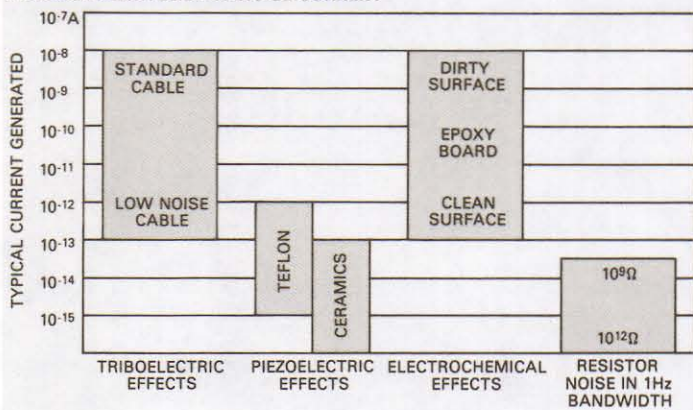 TYPICAL CURRENT GENERATED
10-7A
10-8
10-9
10-10
10-11
10-12
10-13
10-14
10-15
STANDARD
CABLE
LOW NOISE
CABLE
TEFLON
CERAMICS
DIRTY
SURFACE
EPOXY
BOARD
CLEAN
SURFACE
10⁹Ω
10¹²Ω
TRIBOELECTRIC
EFFECTS
PIEZOELECTRIC
EFFECTS
ELECTROCHEMICAL
EFFECTS
RESISTOR
NOISE IN 1Hz
BANDWIDTH